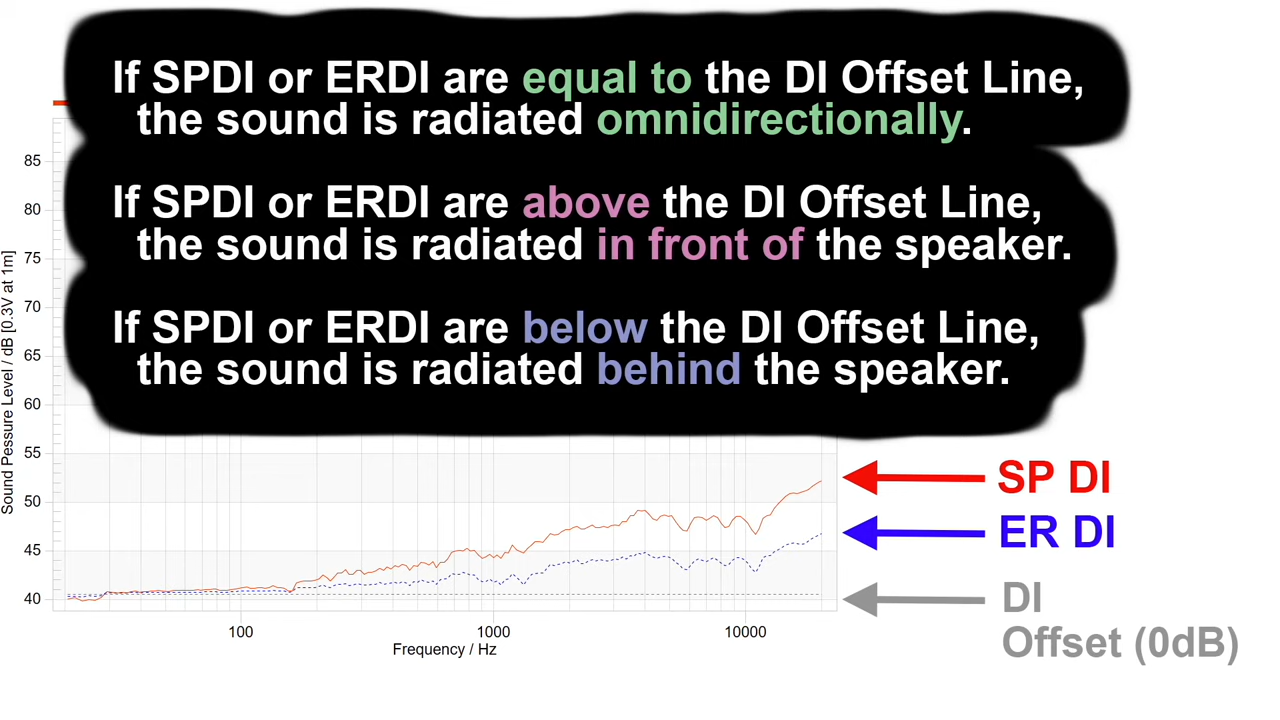 If SPDI or ERDI are equal to the DI Offset Line,
the sound is radiated omnidirectionally.
If SPDI or ERDI are above the DI Offset Line,
the sound is radiated in front of the speaker.
If SPDI or ERDI are below the DI Offset Line,
the sound is radiated behind the speaker.
Sound Pressure Level / dB [0.3V at 1m]
85
80
75
70
65
60
55
50
45
40
SP DI
ER DI
DI
Offset (0dB)
100
1000
10000
Frequency / Hz